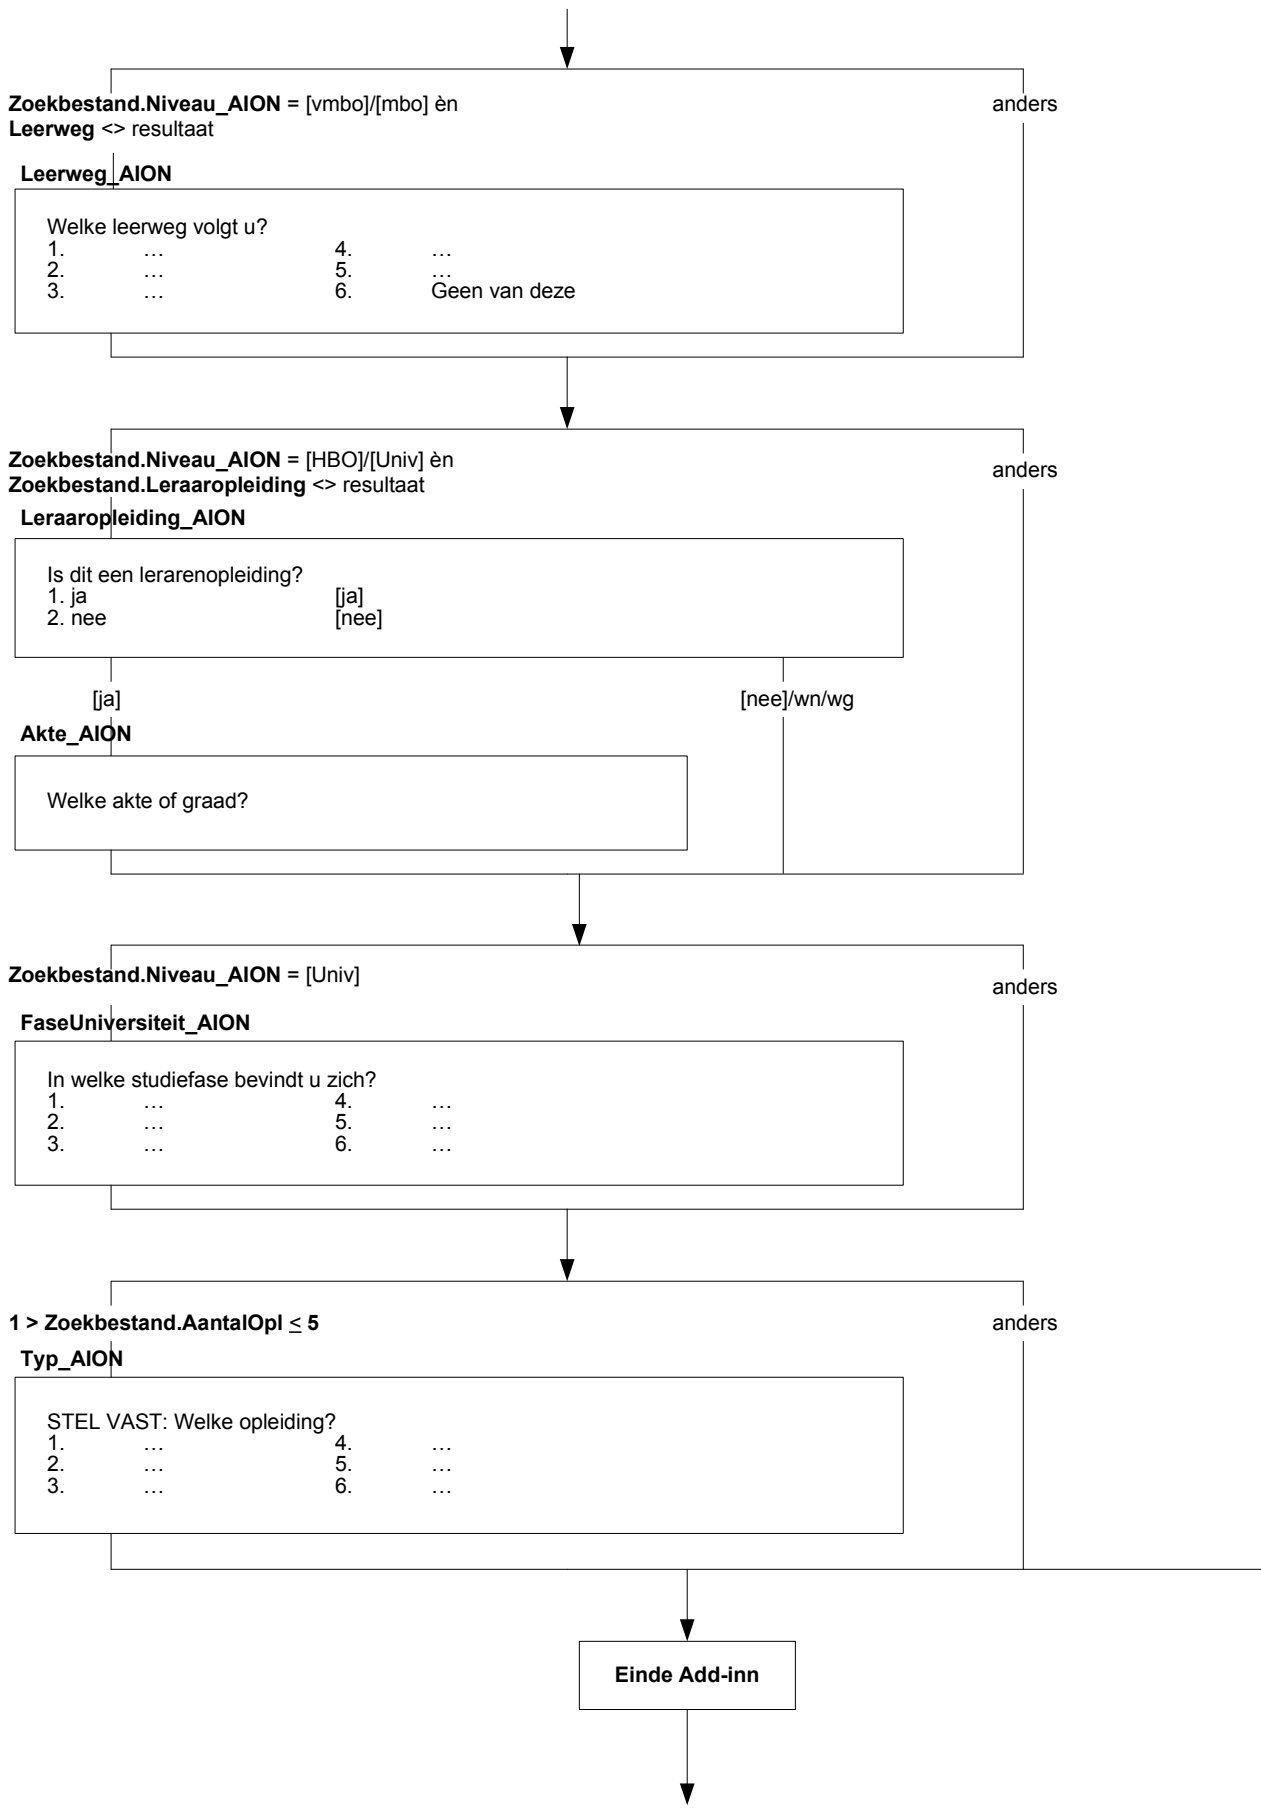 Zoekbestand.Niveau_AION = [vmbo]/[mbo] èn
anders
Leerweg <> resultaat
Leerweg_AION
Welke leerweg volgt u?
1. … 4. …
2. … 5. …
3. … 6. Geen van deze
Zoekbestand.Niveau_AION = [HBO]/[Univ] èn
anders
Zoekbestand.Leraaropleiding <> resultaat
Leraaropleiding_AION
Is dit een lerarenopleiding?
1. ja [ja]
2. nee [nee]
[ja] [nee]/wn/wg
Akte_AION
Welke akte of graad?
Zoekbestand.Niveau_AION = [Univ]
anders
FaseUniversiteit_AION
In welke studiefase bevindt u zich?
1. … 4. …
2. … 5. …
3. … 6. …
1 > Zoekbestand.AantalOpl ≤ 5
anders
Typ_AION
STEL VAST: Welke opleiding?
1. … 4. …
2. … 5. …
3. … 6. …
Einde Add-inn